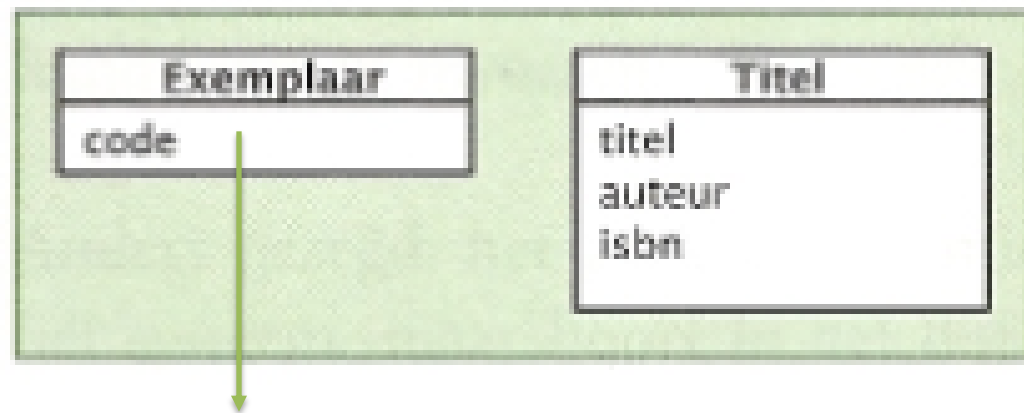 Exemplaar
code
Titel
titel
auteur
isbn